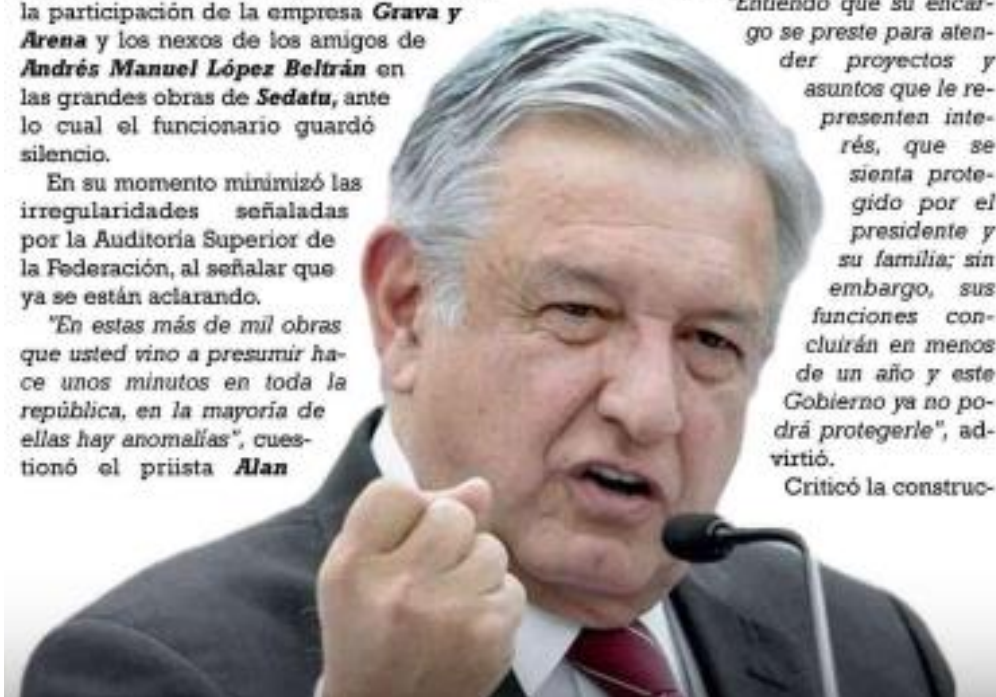 la participación de la empresa Grava y
Arena y los nexos de los amigos de
Andrés Manuel López Beltrán en
las grandes obras de Sedatu, ante
lo cual el funcionario guardó
silencio.
En su momento minimizó las
irregularidades señaladas
por la Auditoría Superior de
la Federación, al señalar que
ya se están aclarando.
"En estas más de mil obras
que usted vino a presumir ha-
ce unos minutos en toda la
república, en la mayoría de
ellas hay anomalías", cues-
tionó el priista Alan
"Entiendo que su encar-
go se preste para aten-
der proyectos y
asuntos que le re-
presenten inte-
rés, que se
sienta prote-
gido por el
presidente y
su familia; sin
embargo, sus
funciones con-
cluirán en menos
de un año y este
Gobierno ya no po-
drá protegerle", ad-
virtió.
Criticó la construc-